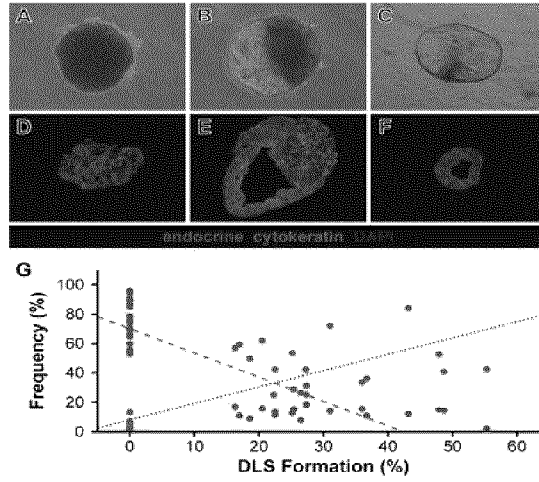 A
B
C
D
E
F
endocrine cytokeratin DAPI
G
100
80
60
40
20
0
Frequency (%)
0 10 20 30 40 50 60
DLS Formation (%)